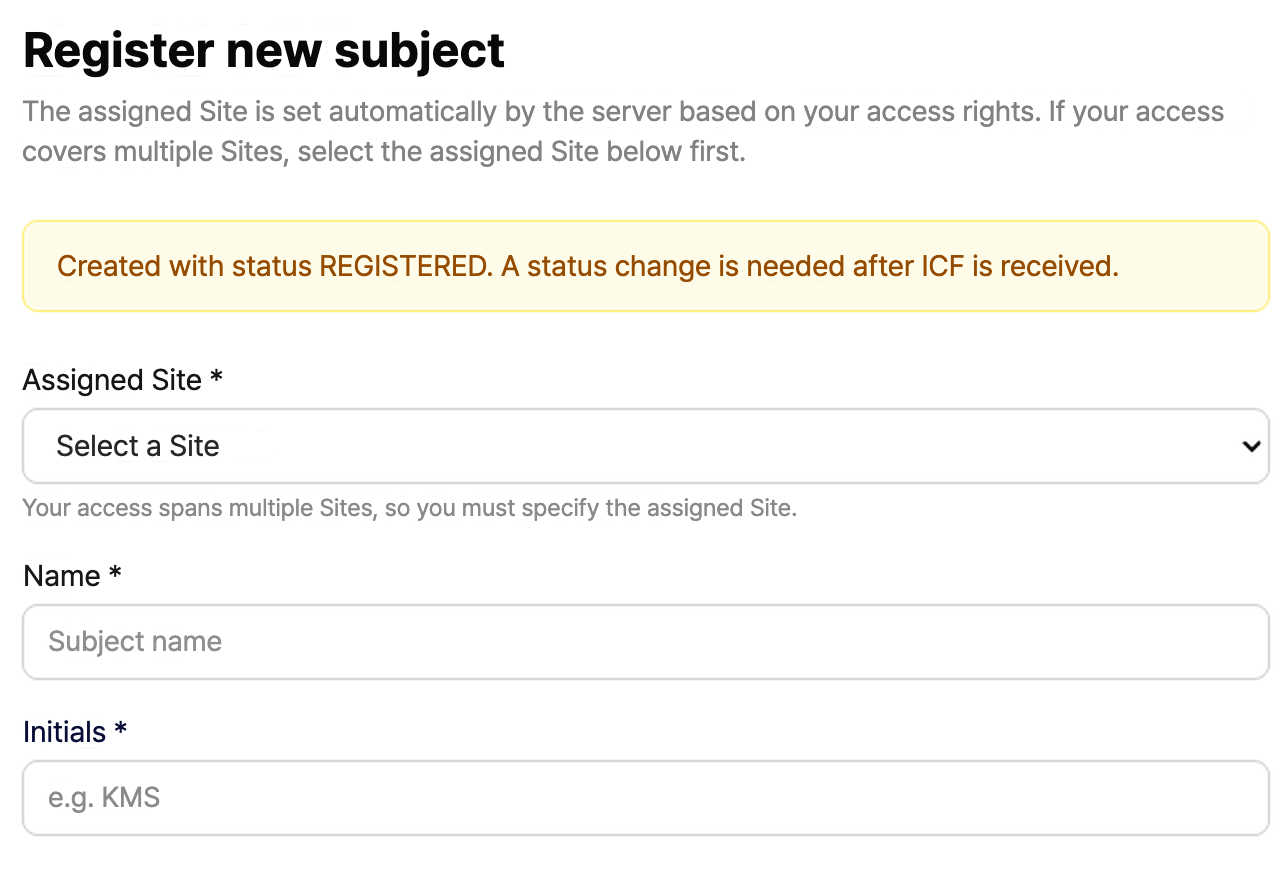 Register new subject
The assigned Site is set automatically by the server based on your access rights. If your access
covers multiple Sites, select the assigned Site below first.
Created with status REGISTERED. A status change is needed after ICF is received.
Assigned Site *
Select a Site
Your access spans multiple Sites, so you must specify the assigned Site.
Name *
Subject name
Initials *
e.g. KMS